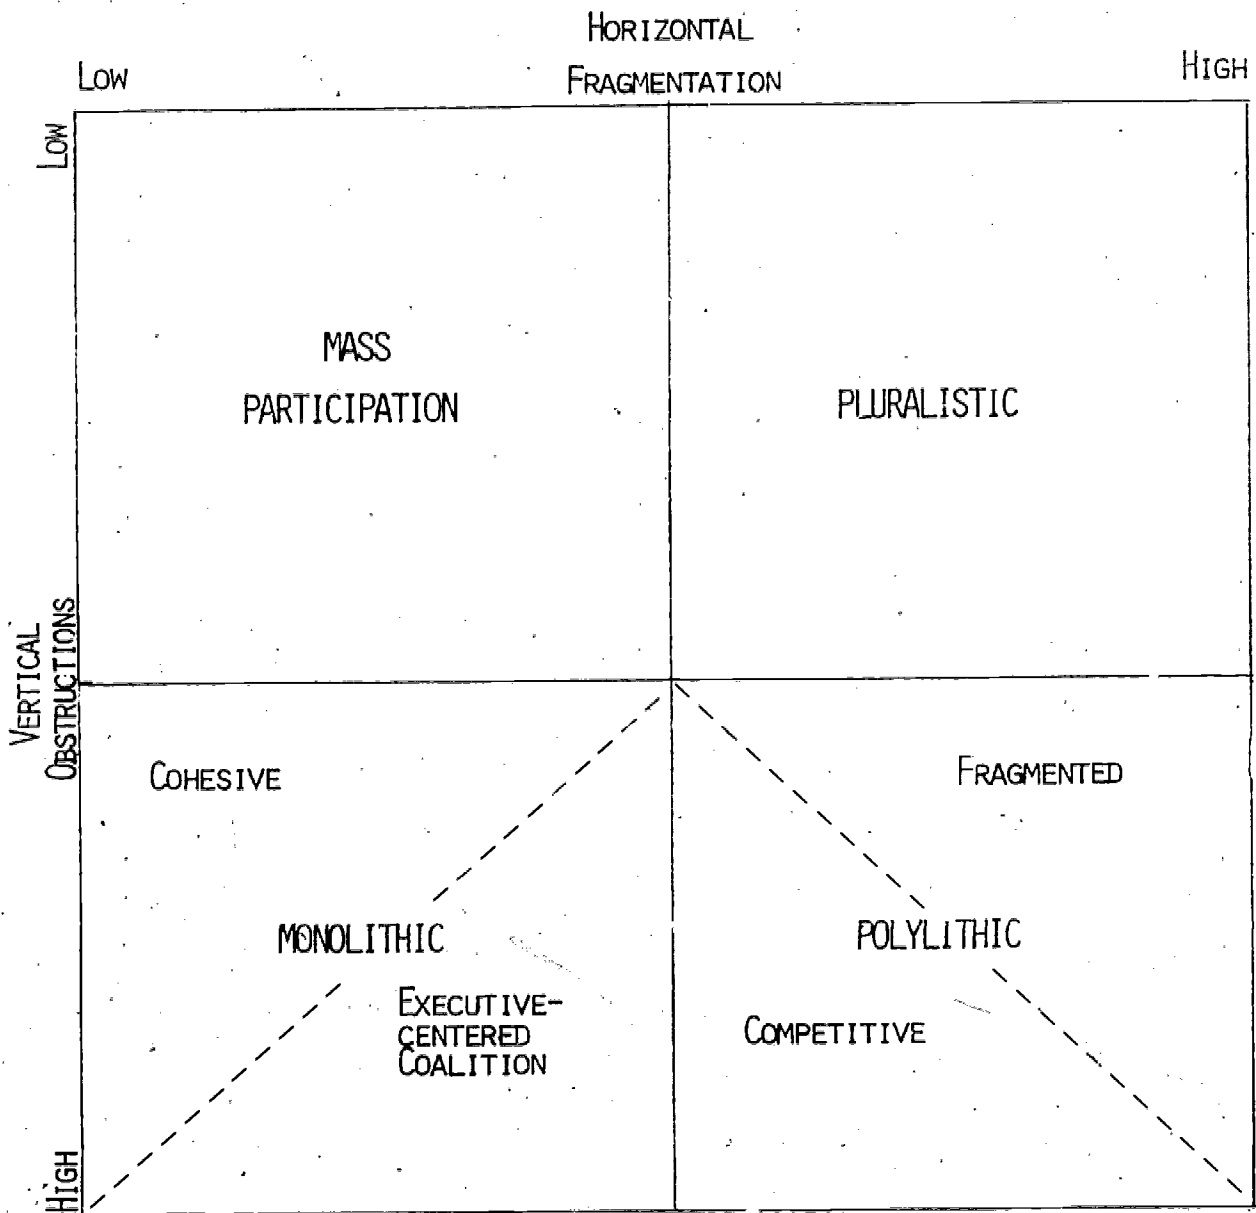 HORIZONTAL
FRAGMENTATION
LOW
HIGH
LOW
MASS
PARTICIPATION
PLURALISTIC
VERTICAL
OBSTRUCTIONS
COHESIVE
FRAGMENTED
MONOLITHIC
POLYLITHIC
EXECUTIVE-
CENTERED
COALITION
COMPETITIVE
HIGH